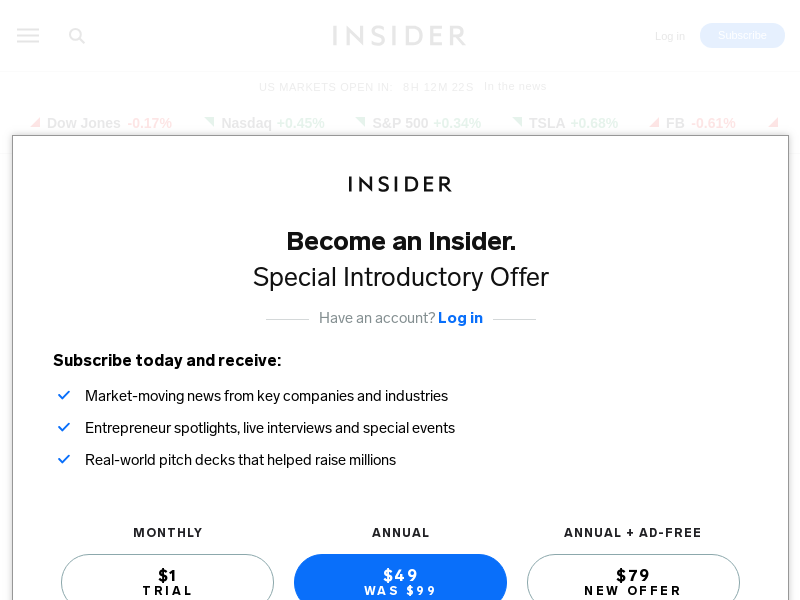 INSIDER
Log in
Subscribe
US MARKETS OPEN IN: 8H 12M 22S In the news
Dow Jones -0.17% Nasdaq +0.45% S&P 500 +0.34% TSLA +0.68% FB -0.61%
INSIDER
Become an Insider.
Special Introductory Offer
Have an account? Log in
Subscribe today and receive:
Market-moving news from key companies and industries
Entrepreneur spotlights, live interviews and special events
Real-world pitch decks that helped raise millions
MONTHLY ANNUAL ANNUAL + AD-FREE
$1 $49 $79
TRIAL WAS $99 NEW OFFER